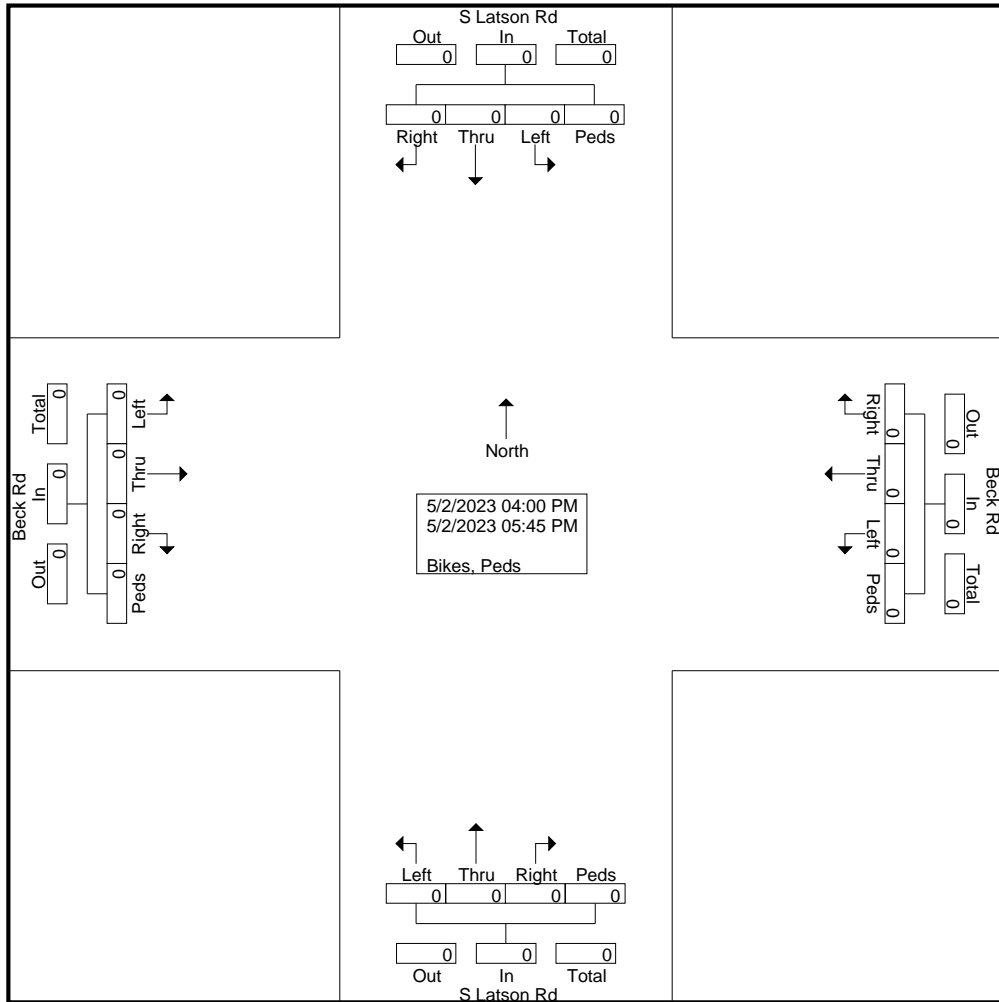 S Latson Rd
Out In Total
0 0 0
0 0 0 0
Right Thru Left Peds
Beck Rd
Total In Out
0 0 0
0 0 0 0
Left Thru Right Peds
North
5/2/2023 04:00 PM
5/2/2023 05:45 PM
Bikes, Peds
Right Thru Left Peds
0 0 0 0
0 0 0
Out In Total
Beck Rd
Left Thru Right Peds
0 0 0 0
0 0 0
Out In Total
S Latson Rd